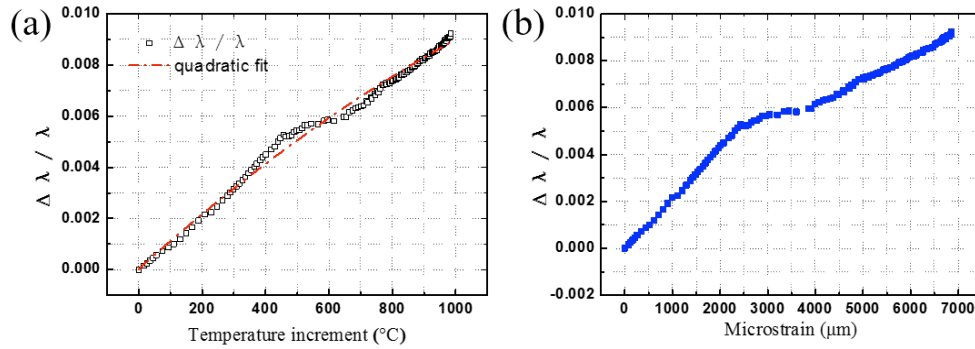 (a)
0.010
0.008
0.006
0.004
0.002
0.000
Δ λ / λ
Δ λ / λ
quadratic fit
0 200 400 600 800 1000
Temperature increment (°C)
(b)
0.010
0.008
0.006
0.004
0.002
0.000
-0.002
Δ λ / λ
0 1000 2000 3000 4000 5000 6000 7000
Microstrain (μm)